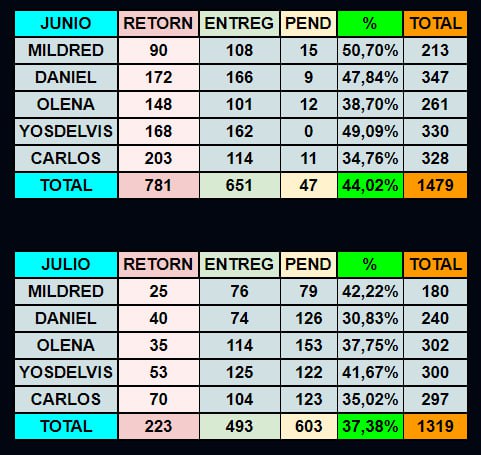 JUNIO RETORN ENTREG PEND % TOTAL
MILDRED 90 108 15 50,70% 213
DANIEL 172 166 9 47,84% 347
OLENA 148 101 12 38,70% 261
YOSDELVIS 168 162 0 49,09% 330
CARLOS 203 114 11 34,76% 328
TOTAL 781 651 47 44,02% 1479
JULIO RETORN ENTREG PEND % TOTAL
MILDRED 25 76 79 42,22% 180
DANIEL 40 74 126 30,83% 240
OLENA 35 114 153 37,75% 302
YOSDELVIS 53 125 122 41,67% 300
CARLOS 70 104 123 35,02% 297
TOTAL 223 493 603 37,38% 1319